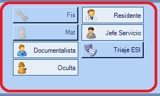 Fis
Residente
Mat
Jefe Servicio
Documentalista
Triaje ESI
Oculta